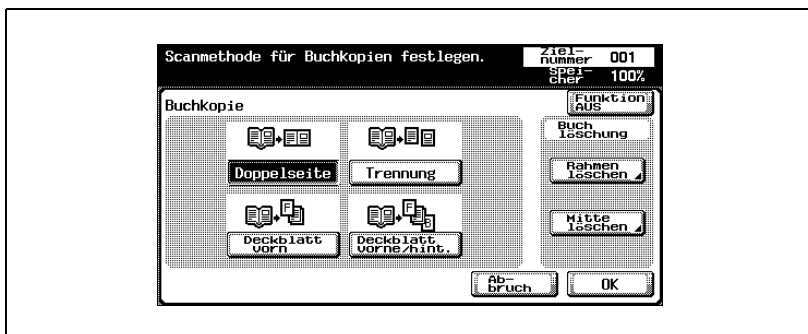 Scanmethode für Buchkopien festlegen.
Ziel-
nummer 001
Spei-
cher 100%
Buchkopie
Funktion
AUS
Buch
löschung
Doppelseite
Trennung
Rahmen
löschen
Mitte
löschen
F
F
B
Deckblatt
vorn
Deckblatt
vorne/hint.
Ab-
bruch
OK